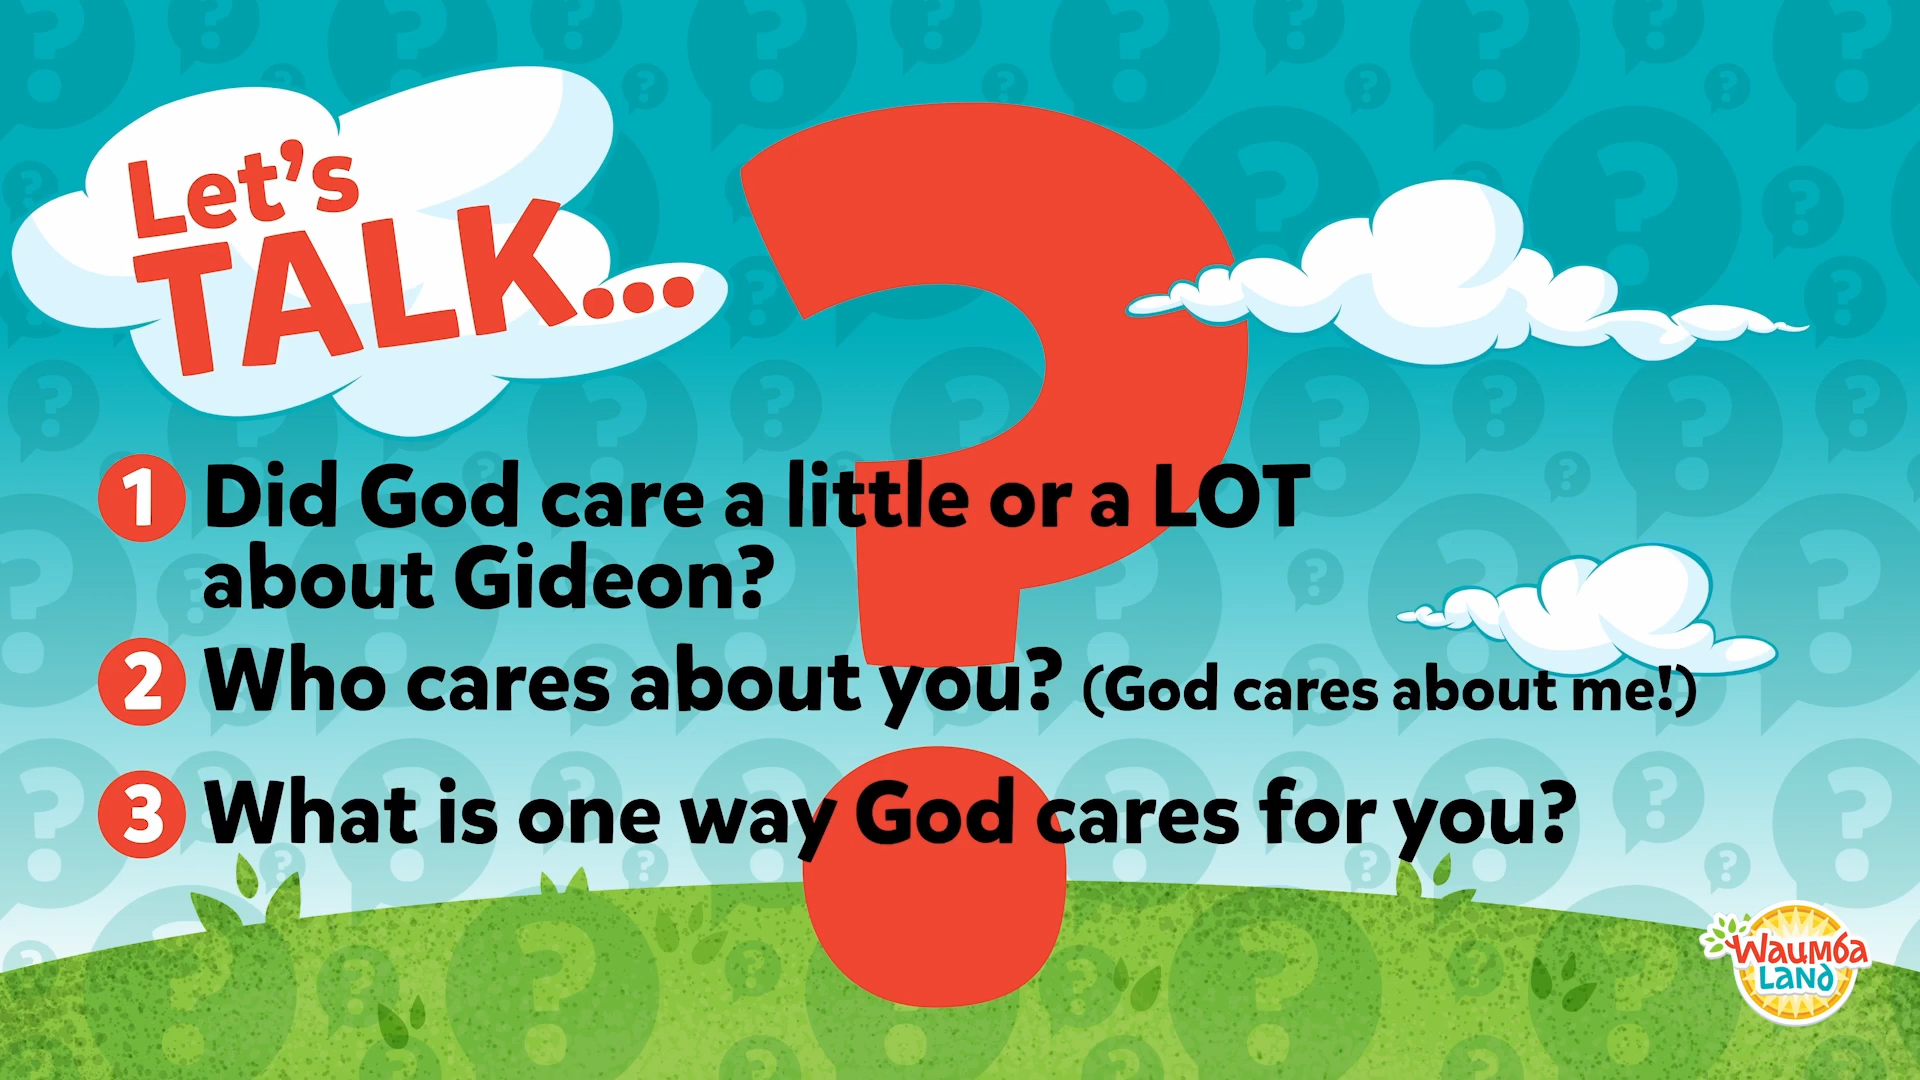 Let's
TALK...
1 Did God care a little or a LOT
about Gideon?
2 Who cares about you? (God cares about me!)
3 What is one way God cares for you?
Waumba
Land